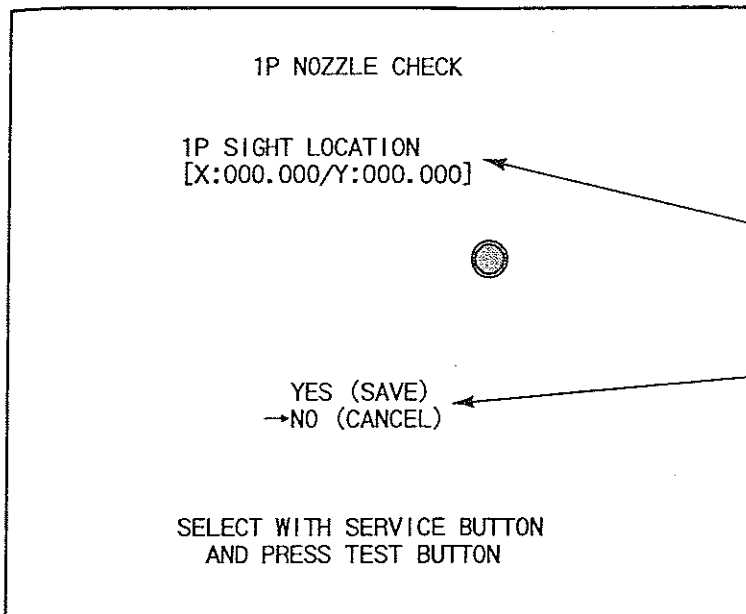 1P NOZZLE CHECK
1P SIGHT LOCATION
[X:000.000/Y:000.000]
YES (SAVE)
→NO (CANCEL)
SELECT WITH SERVICE BUTTON
AND PRESS TEST BUTTON